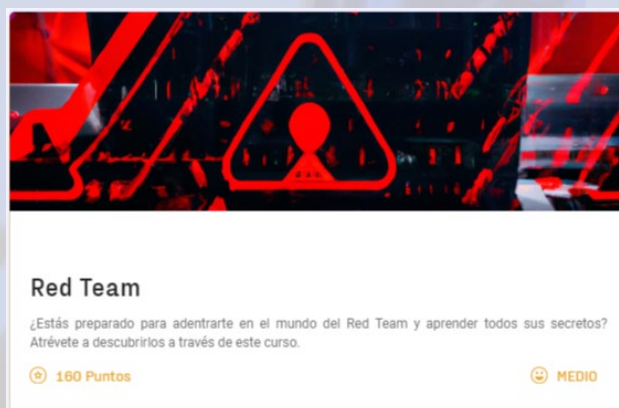 Red Team
¿Estás preparado para adentrarte en el mundo del Red Team y aprender todos sus secretos?
Atrévete a descubrirlos a través de este curso.
160 Puntos
MEDIO